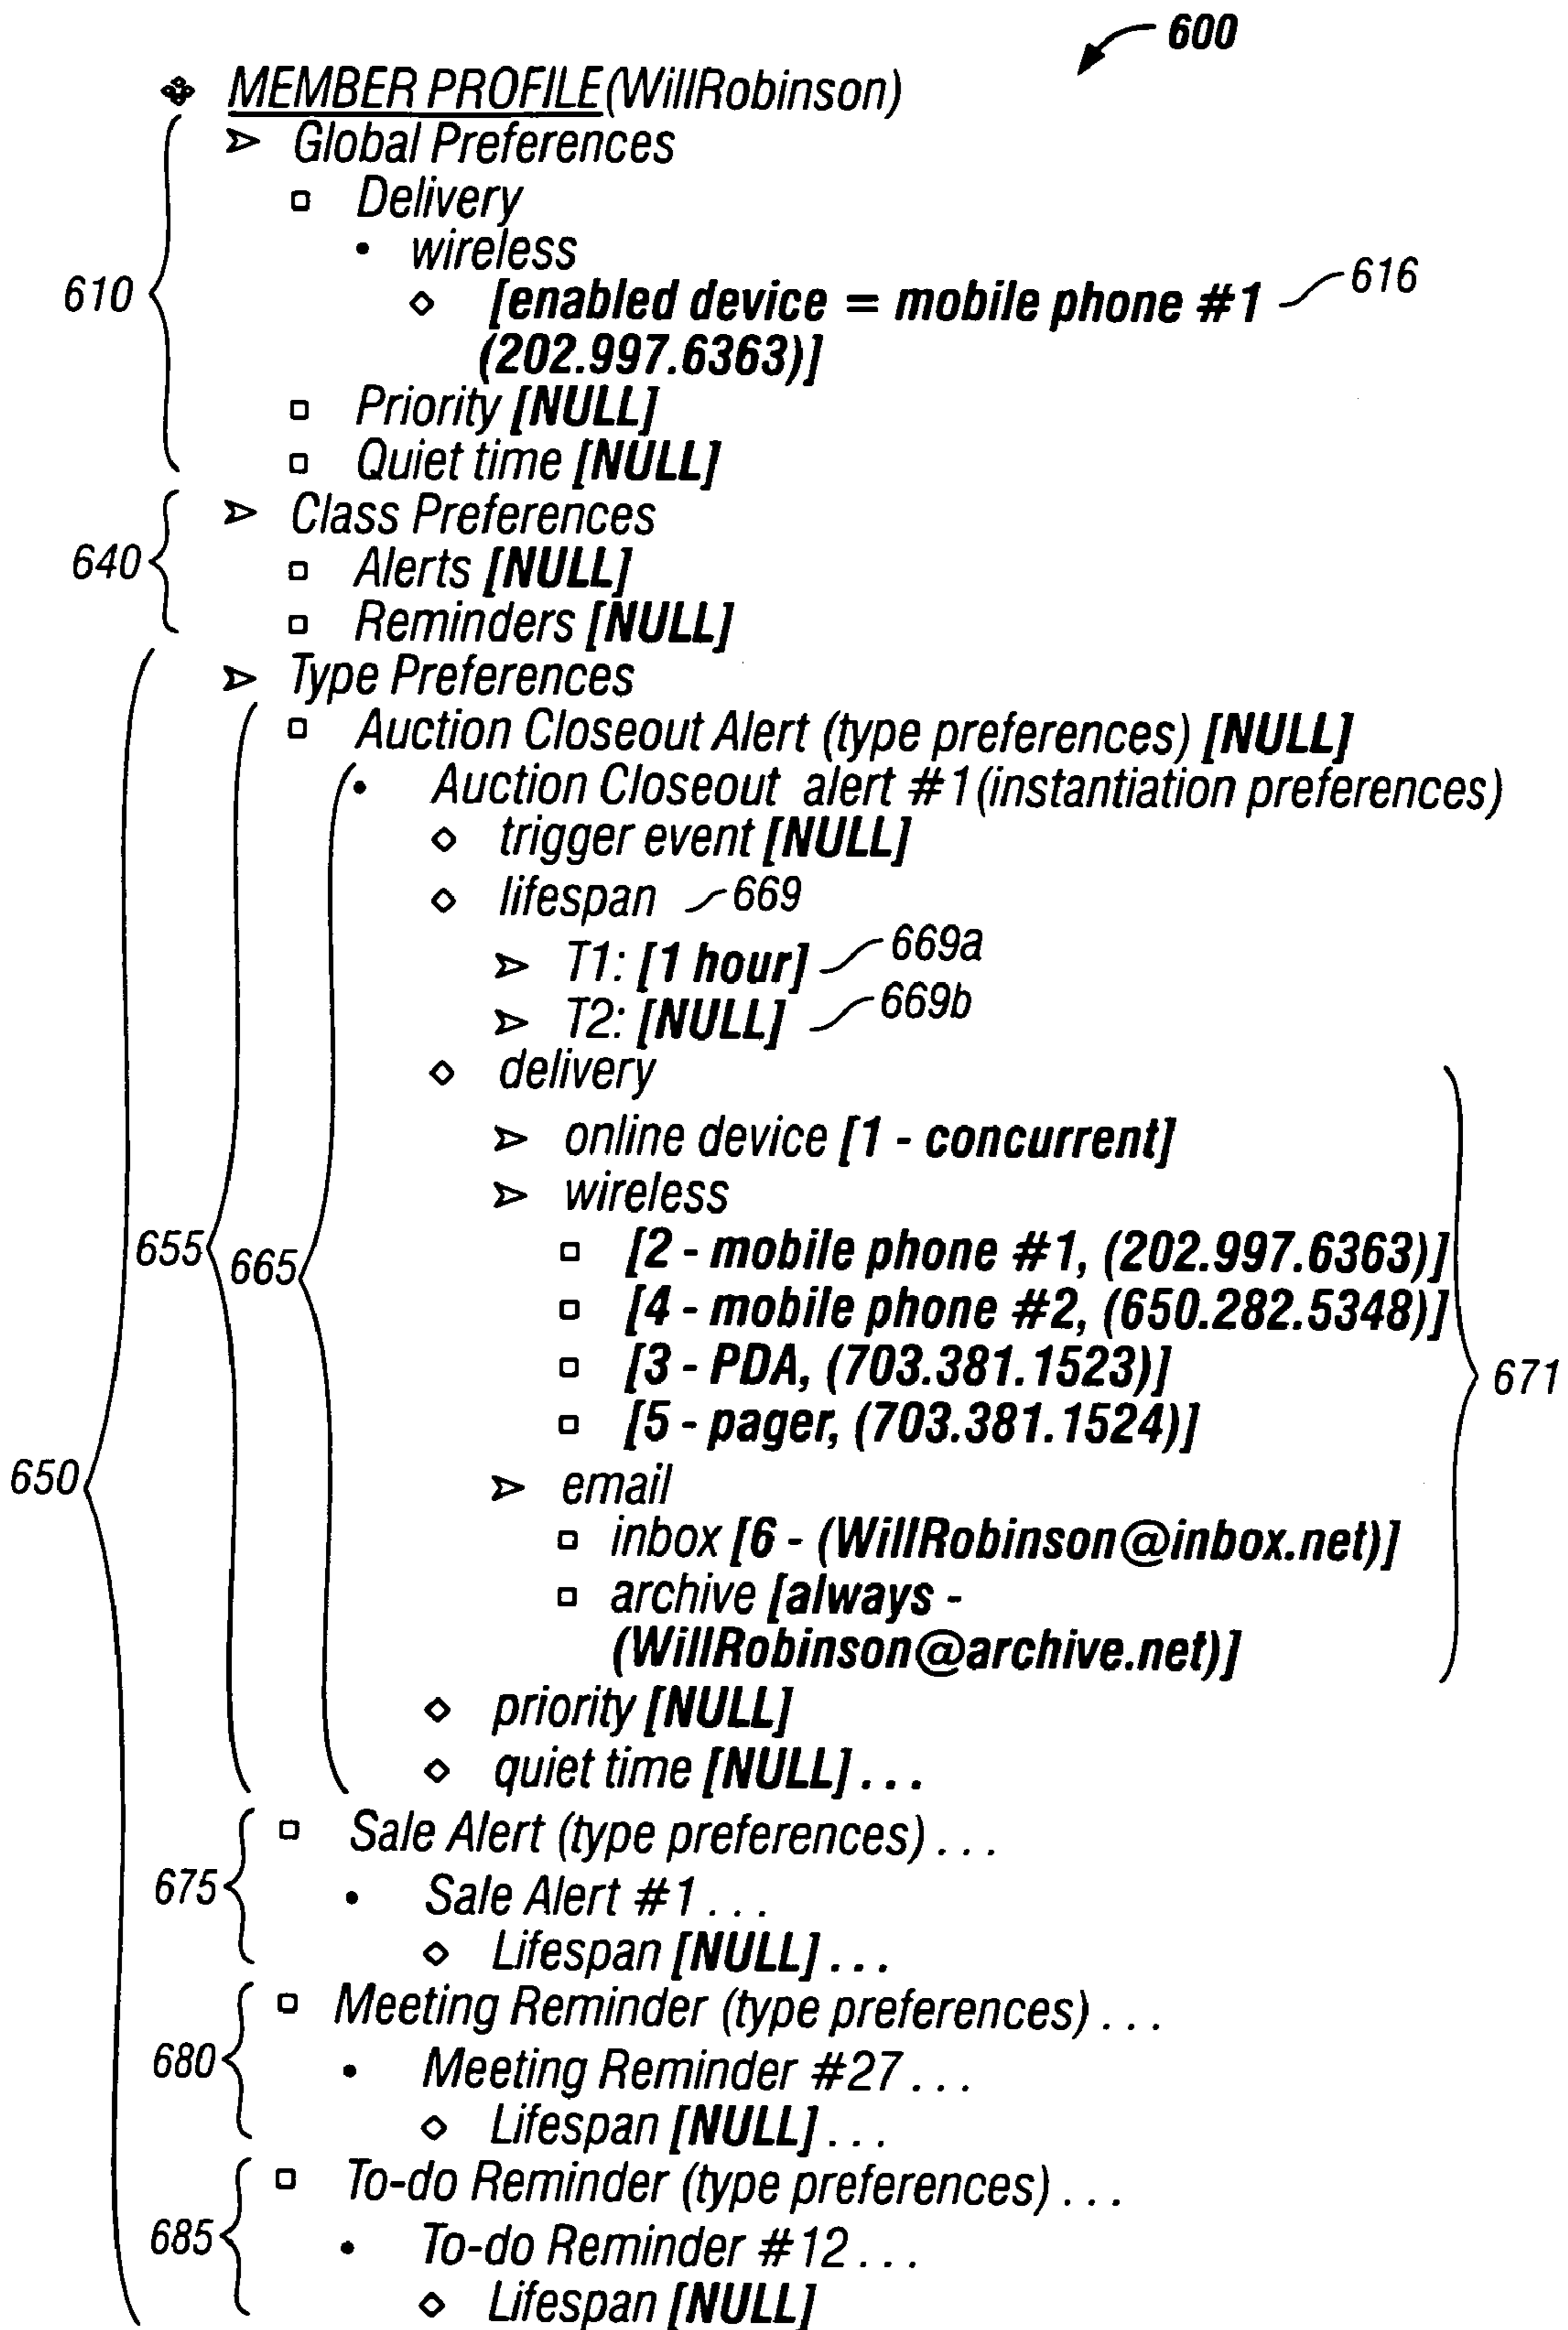 600
❖ MEMBER PROFILE (WillRobinson)
➢ Global Preferences
▫ Delivery
• wireless
610
◇ [enabled device = mobile phone #1 616
(202.997.6363)]
▫ Priority [NULL]
▫ Quiet time [NULL]
➢ Class Preferences
640 ▫ Alerts [NULL]
▫ Reminders [NULL]
➢ Type Preferences
▫ Auction Closeout Alert (type preferences) [NULL]
• Auction Closeout alert #1 (instantiation preferences)
◇ trigger event [NULL]
◇ lifespan 669
➢ T1: [1 hour] 669a
➢ T2: [NULL] 669b
◇ delivery
➢ online device [1 - concurrent]
➢ wireless
655 665 ▫ [2 - mobile phone #1, (202.997.6363)]
▫ [4 - mobile phone #2, (650.282.5348)]
▫ [3 - PDA, (703.381.1523)] 671
▫ [5 - pager, (703.381.1524)]
650 ➢ email
▫ inbox [6 - (WillRobinson@inbox.net)]
▫ archive [always -
(WillRobinson@archive.net)]
◇ priority [NULL]
◇ quiet time [NULL] . . .
▫ Sale Alert (type preferences) . . .
675 • Sale Alert #1 . . .
◇ Lifespan [NULL] . . .
▫ Meeting Reminder (type preferences) . . .
680 • Meeting Reminder #27 . . .
◇ Lifespan [NULL] . . .
▫ To-do Reminder (type preferences) . . .
685 • To-do Reminder #12 . . .
◇ Lifespan [NULL]